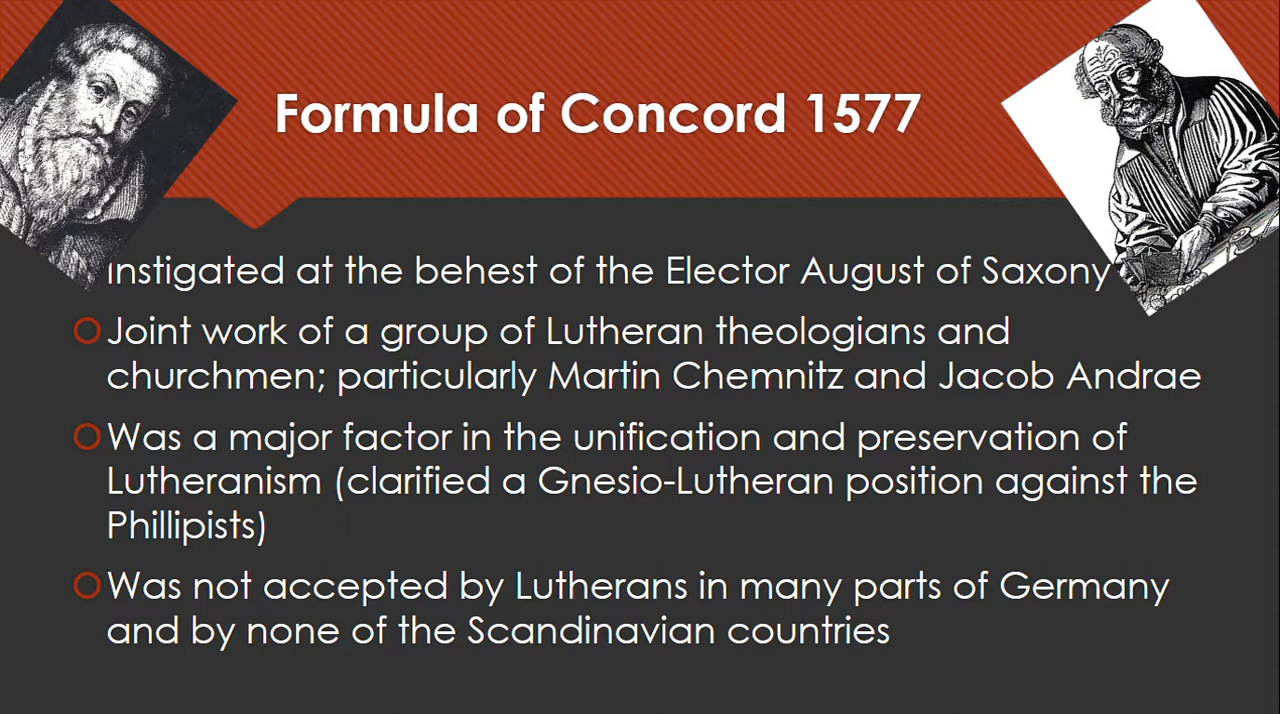 Formula of Concord 1577
Instigated at the behest of the Elector August of Saxony
Joint work of a group of Lutheran theologians and
churchmen; particularly Martin Chemnitz and Jacob Andrae
Was a major factor in the unification and preservation of
Lutheranism (clarified a Gnesio-Lutheran position against the
Phillipists)
Was not accepted by Lutherans in many parts of Germany
and by none of the Scandinavian countries